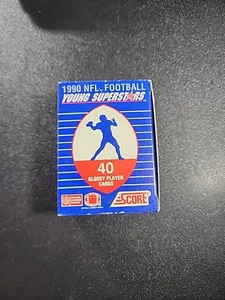 1990 NFL FOOTBALL
YOUNG SUPERSTARS
40
GLOSSY PLAYER
CARDS
SCORE